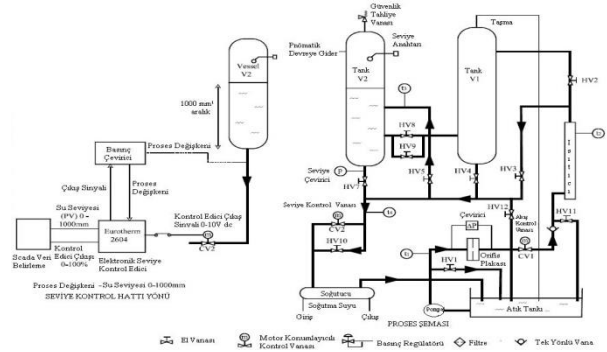 Vessel
V2
1000 mm¹
aralık
Basınç
Çevirici
Proses Değişkeni
Çıkış Sinyali
Proses
Değişkeni
Su Seviyesi (PV) 0 -
1000mm
Scada Veri
Belirleme
Kontrol
Edici Çıkışı
0-100%
Eurotherm
2604
Elektronik Seviye
Kontrol Edici
Kontrol Edici Çıkış
Sinyali 0-10V dc
CV2
Proses Değişkeni -Su Seviyesi 0-1000mm
SEVİYE KONTROL HATTI YÖNÜ
Güvenlik
Tahliye
Vanası
Pnömatik
Devreye Gider
Seviye
Anahtarı
Tank
V2
Taşma
Tank
V1
HV2
HV8
HV9
HV5
HV4
HV3
Isıtıcı
Seviye
Çevirici
P
HV7
Seviye Kontrol Vanası
CV2
HV10
HV12
Akış
Kontrol
Vanası
HV11
Çevirici
ΔP
Orifis
Plakası
CV1
HV1
Soğutucu
Soğutma Suyu
Giriş
Çıkış
Pompa
Atık Tankı
PROSES ŞEMASI
El Vanası
Motor Konumlayıcılı
Kontrol Vanası
Basınç Regülatörü
Filtre
Tek Yönlü Vana